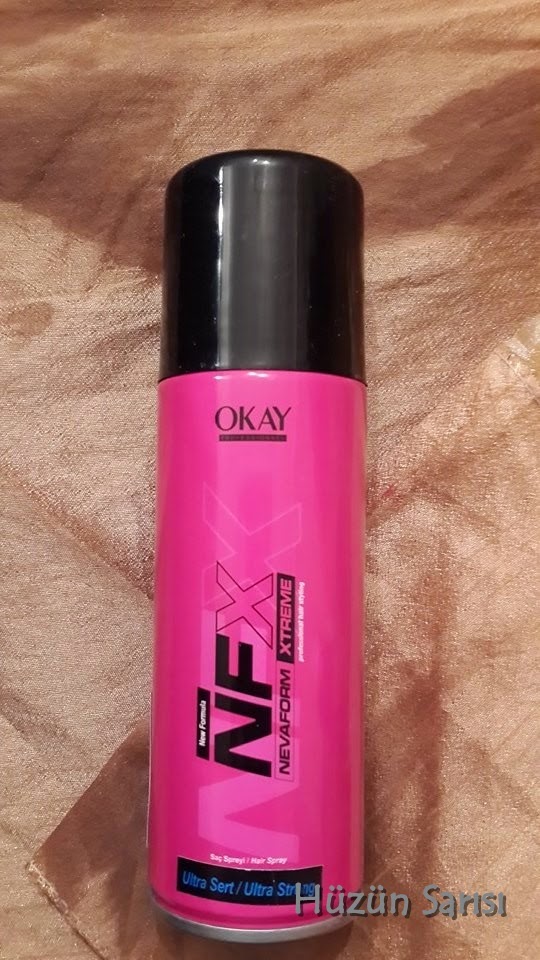 OKAY
PROFESSIONAL
New Formula
NFX
NEVAFORM XTREME
professional hair styling
Saç Spreyi / Hair Spray
Ultra Sert / Ultra Strong
Hüzün Sarısı